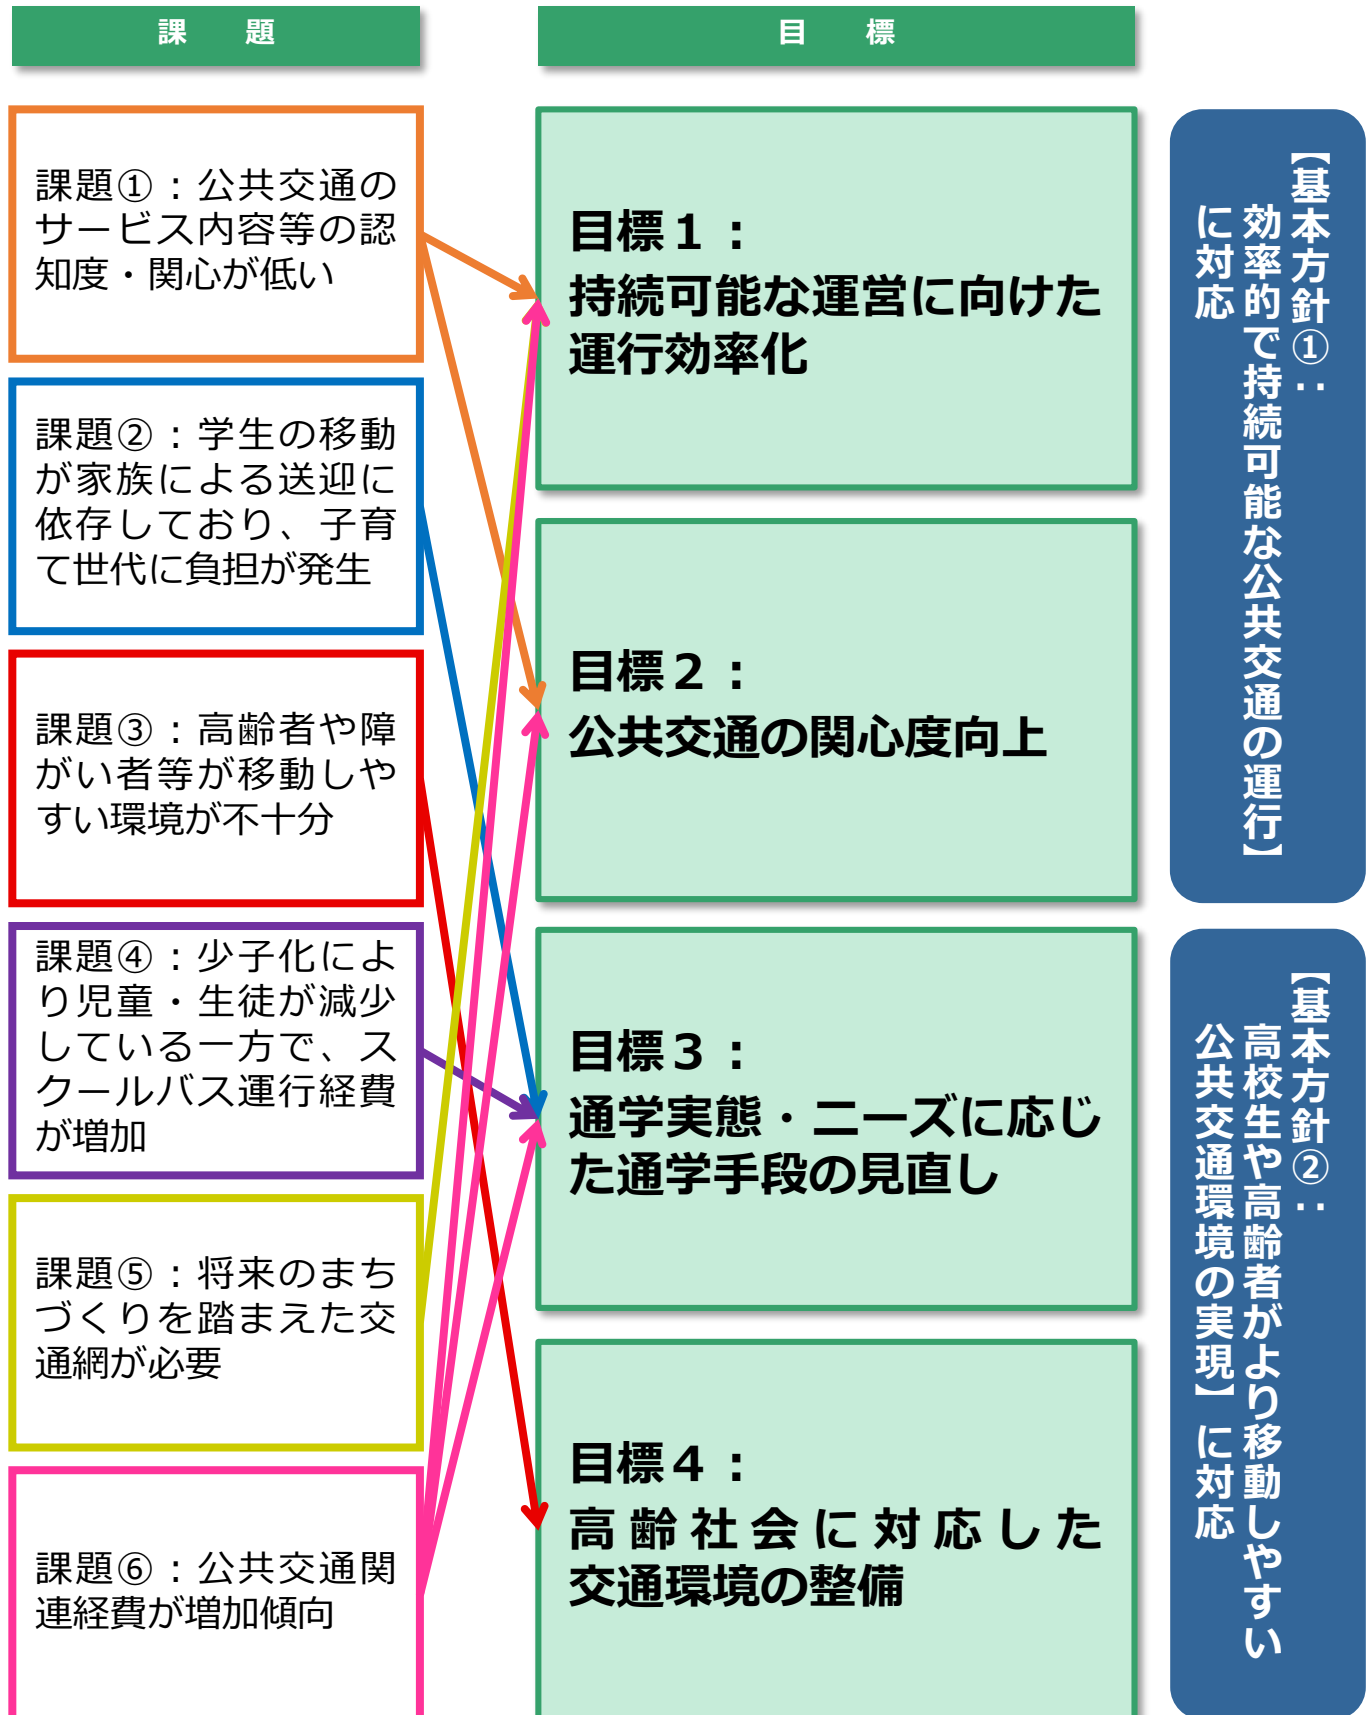 課　題
目　標
課題①：公共交通の
サービス内容等の認
知度・関心が低い
課題②：学生の移動
が家族による送迎に
依存しており、子育
て世代に負担が発生
課題③：高齢者や障
がい者等が移動しや
すい環境が不十分
課題④：少子化によ
り児童・生徒が減少
している一方で、ス
クールバス運行経費
が増加
課題⑤：将来のまち
づくりを踏まえた交
通網が必要
課題⑥：公共交通関
連経費が増加傾向
目標１：
持続可能な運営に向けた
運行効率化
目標２：
公共交通の関心度向上
目標３：
通学実態・ニーズに応じ
た通学手段の見直し
目標４：
高齢社会に対応した
交通環境の整備
【基本方針①：
効率的で持続可能な公共交通の運行】
に対応
【基本方針②：
高校生や高齢者がより移動しやすい
公共交通環境の実現】に対応